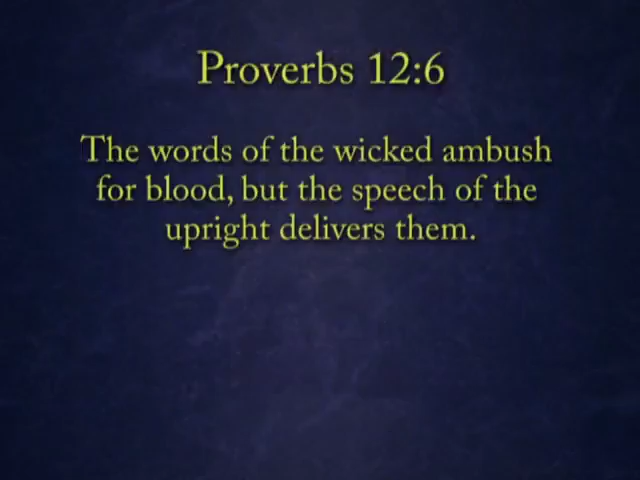 Proverbs 12:6
The words of the wicked ambush
for blood, but the speech of the
upright delivers them.